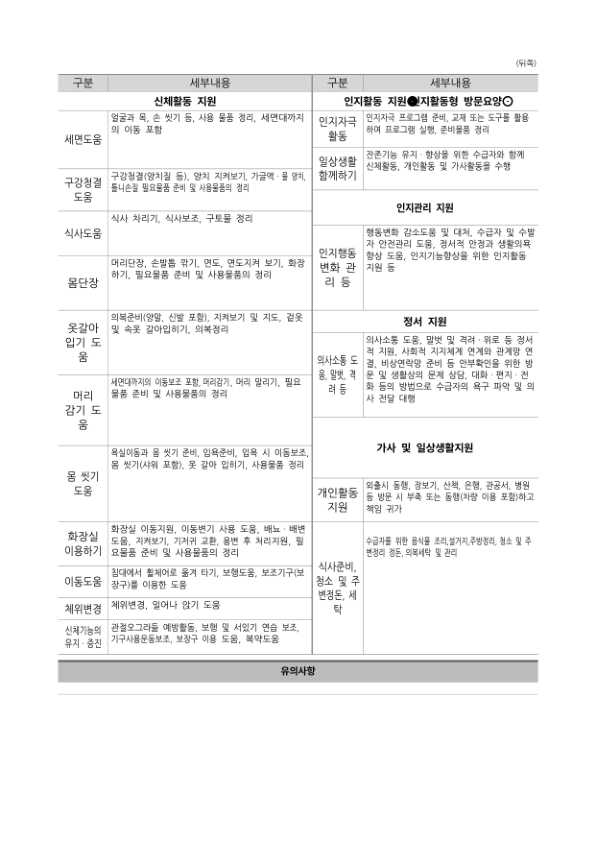 (뒤쪽)
구분 세부내용
신체활동 지원
세면도움
얼굴과 목, 손 씻기 등, 사용 물품 정리, 세면대까지
의 이동 포함
구강청결
도움
구강청결(양치질 등), 양치 지켜보기, 가글액ㆍ물 양치,
틀니손질 필요물품 준비 및 사용물품의 정리
식사도움
식사 차리기, 식사보조, 구토물 정리
몸단장
머리단장, 손발톱 깎기, 면도, 면도지켜 보기, 화장
하기, 필요물품 준비 및 사용물품의 정리
옷갈아
입기 도
움
의복준비(양말, 신발 포함), 지켜보기 및 지도, 겉옷
및 속옷 갈아입히기, 의복정리
머리
감기 도
움
세면대까지의 이동보조 포함, 머리감기, 머리 말리기, 필요
물품 준비 및 사용물품의 정리
몸 씻기
도움
욕실이동과 몸 씻기 준비, 입욕준비, 입욕 시 이동보조,
몸 씻기(샤워 포함), 옷 갈아 입히기, 사용물품 정리
화장실
이용하기
화장실 이동지원, 이동변기 사용 도움, 배뇨ㆍ배변
도움, 지켜보기, 기저귀 교환, 용변 후 처리지원, 필
요물품 준비 및 사용물품의 정리
이동도움
침대에서 휠체어로 옮겨 타기, 보행도움, 보조기구(보
장구)를 이용한 도움
체위변경
체위변경, 일어나 앉기 도움
신체기능의
유지ㆍ증진
관절오그라듦 예방활동, 보행 및 서있기 연습 보조,
기구사용운동보조, 보장구 이용 도움, 복약도움
구분 세부내용
인지활동 지원 인지활동형 방문요양
인지자극
활동
인지자극 프로그램 준비, 교재 또는 도구를 활용
하여 프로그램 실행, 준비물품 정리
일상생활
함께하기
잔존기능 유지ㆍ향상을 위한 수급자와 함께
신체활동, 개인활동 및 가사활동을 수행
인지관리 지원
인지행동
변화 관
리 등
행동변화 감소도움 및 대처, 수급자 및 수발
자 안전관리 도움, 정서적 안정과 생활의욕
향상 도움, 인지기능향상을 위한 인지활동
지원 등
정서 지원
의사소통 도
움, 말벗, 격
려 등
의사소통 도움, 말벗 및 격려ㆍ위로 등 정서
적 지원, 사회적 지지체계 연계와 관계망 연
결, 비상연락망 준비 등 안부확인을 위한 방
문 및 생활상의 문제 상담, 대화ㆍ편지ㆍ전
화 등의 방법으로 수급자의 욕구 파악 및 의
사 전달 대행
가사 및 일상생활지원
개인활동
지원
외출시 동행, 장보기, 산책, 은행, 관공서, 병원
등 방문 시 부축 또는 동행(차량 이용 포함)하고
책임 귀가
식사준비,
청소 및 주
변정돈, 세
탁
수급자를 위한 음식물 조리,설거지,주방정리, 청소 및 주
변정리 정돈, 의복세탁 및 관리
유의사항